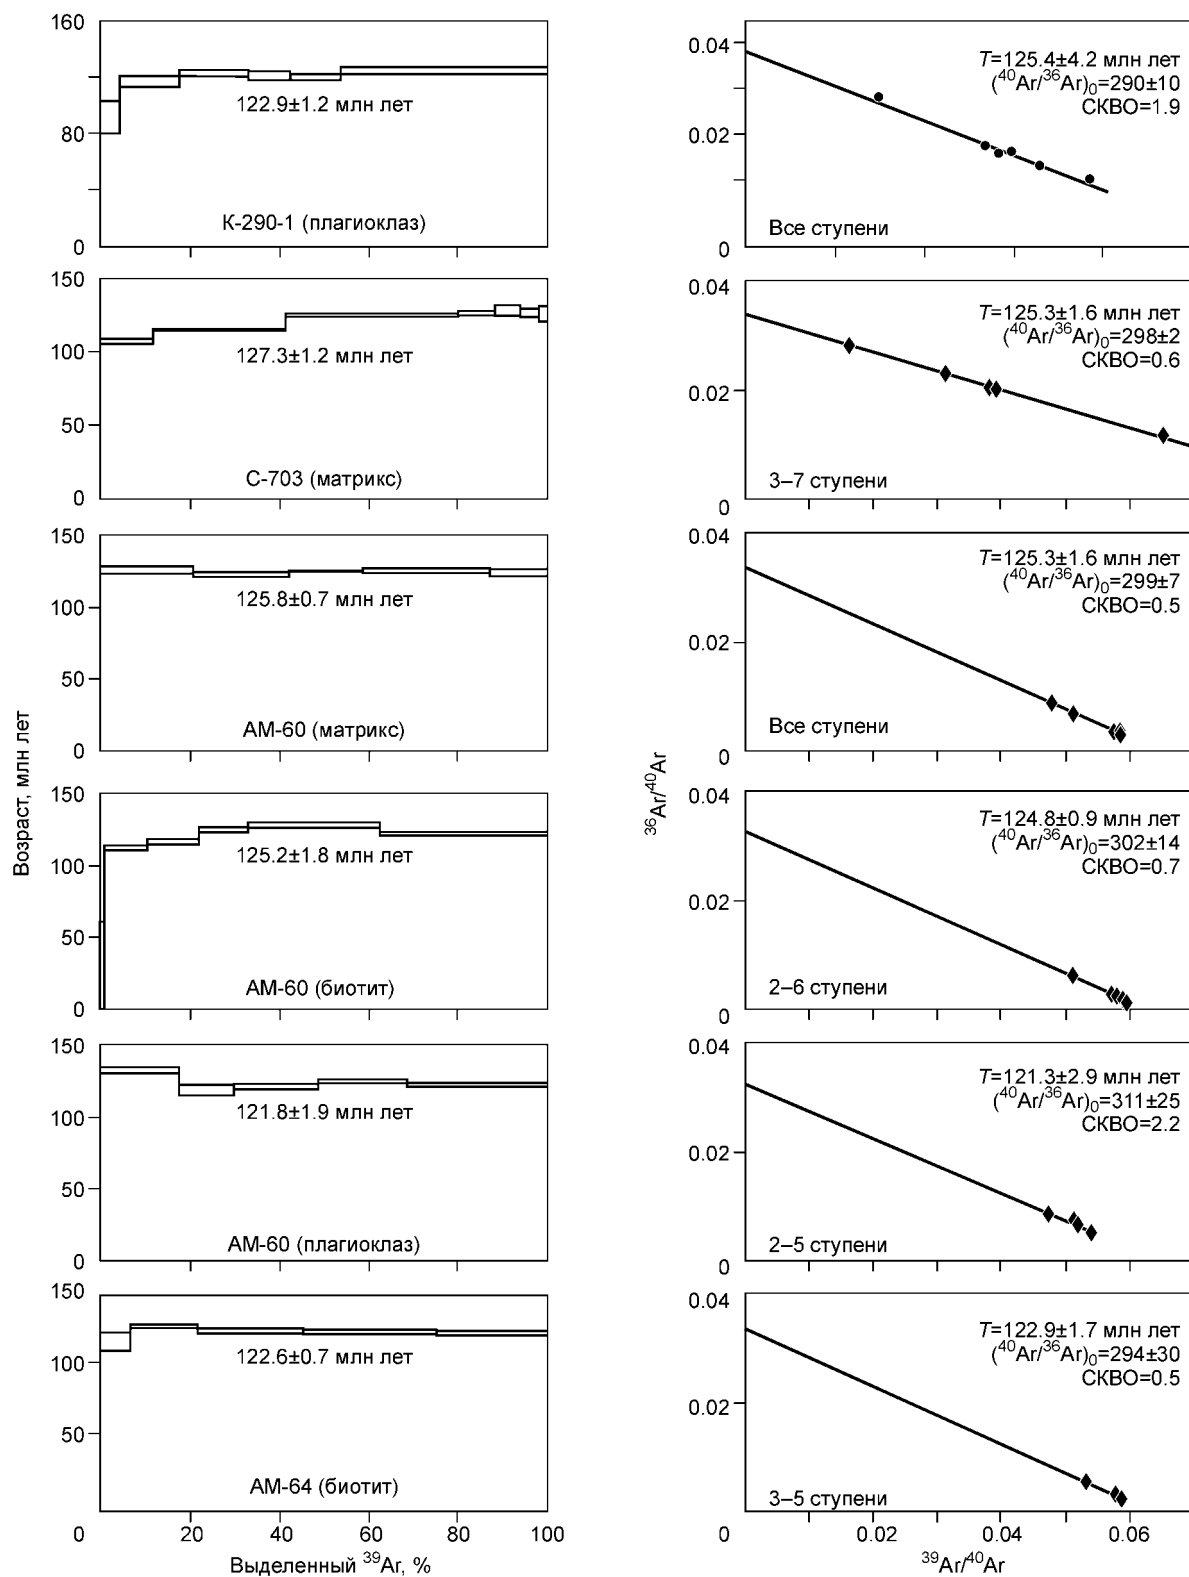 160
80
0
122.9±1.2 млн лет
К-290-1 (плагиоклаз)
0.04
0.02
0
T=125.4±4.2 млн лет
(⁴⁰Ar/³⁶Ar)₀=290±10
СКВО=1.9
Все ступени
150
100
50
0
127.3±1.2 млн лет
С-703 (матрикс)
0.04
0.02
0
T=125.3±1.6 млн лет
(⁴⁰Ar/³⁶Ar)₀=298±2
СКВО=0.6
3–7 ступени
150
100
50
0
125.8±0.7 млн лет
АМ-60 (матрикс)
0.04
0.02
0
T=125.3±1.6 млн лет
(⁴⁰Ar/³⁶Ar)₀=299±7
СКВО=0.5
Все ступени
Возраст, млн лет
³⁶Ar/⁴⁰Ar
150
100
50
0
125.2±1.8 млн лет
АМ-60 (биотит)
0.04
0.02
0
T=124.8±0.9 млн лет
(⁴⁰Ar/³⁶Ar)₀=302±14
СКВО=0.7
2–6 ступени
150
100
50
0
121.8±1.9 млн лет
АМ-60 (плагиоклаз)
0.04
0.02
0
T=121.3±2.9 млн лет
(⁴⁰Ar/³⁶Ar)₀=311±25
СКВО=2.2
2–5 ступени
150
100
50
122.6±0.7 млн лет
АМ-64 (биотит)
0 20 40 60 80 100
Выделенный ³⁹Ar, %
0.04
0.02
T=122.9±1.7 млн лет
(⁴⁰Ar/³⁶Ar)₀=294±30
СКВО=0.5
3–5 ступени
0 0.02 0.04 0.06
³⁹Ar/⁴⁰Ar